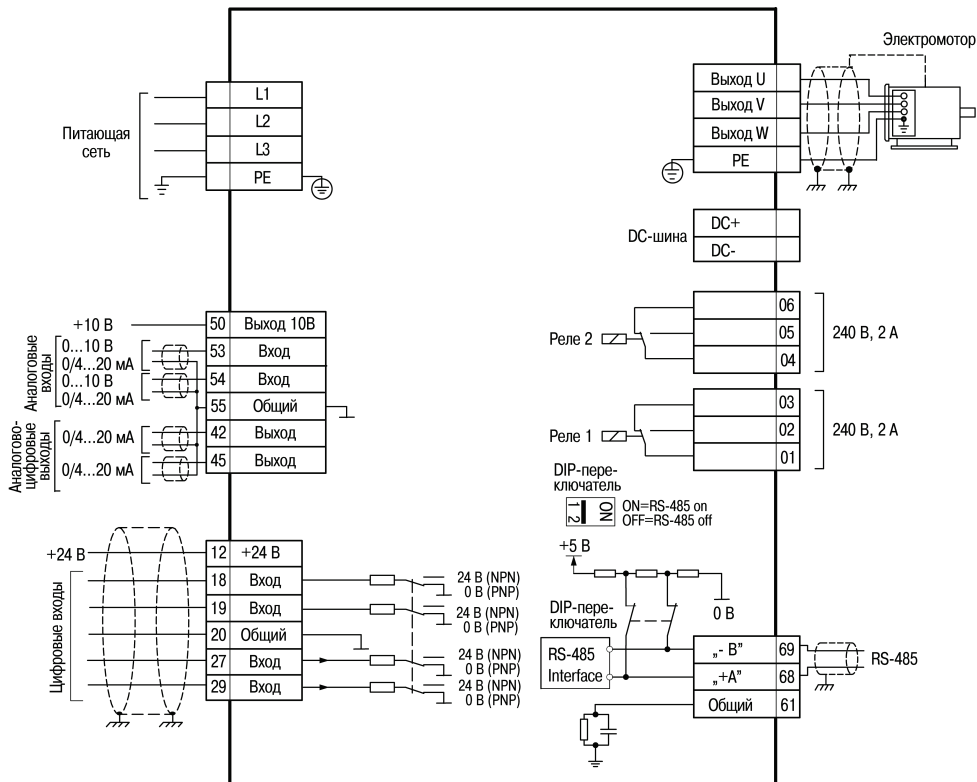 Электромотор
Питающая
сеть
L1
L2
L3
PE
Выход U
Выход V
Выход W
PE
DC-шина
DC+
DC-
Аналоговые
входы
+10 В
0...10 В
0/4...20 мА
0...10 В
0/4...20 мА
Аналогово-
цифровые
выходы
0/4...20 мА
0/4...20 мА
50 Выход 10В
53 Вход
54 Вход
55 Общий
42 Выход
45 Выход
Реле 2
06
05
04
240 В, 2 А
Реле 1
03
02
01
240 В, 2 А
DIP-пере-
ключатель
1 2 ON
ON=RS-485 on
OFF=RS-485 off
+24 В
Цифровые входы
12 +24 В
18 Вход
19 Вход
20 Общий
27 Вход
29 Вход
24 В (NPN)
0 В (PNP)
24 В (NPN)
0 В (PNP)
24 В (NPN)
0 В (PNP)
24 В (NPN)
0 В (PNP)
+5 В
0 В
DIP-пере-
ключатель
RS-485
Interface
„- B” 69
„+A” 68
Общий 61
RS-485